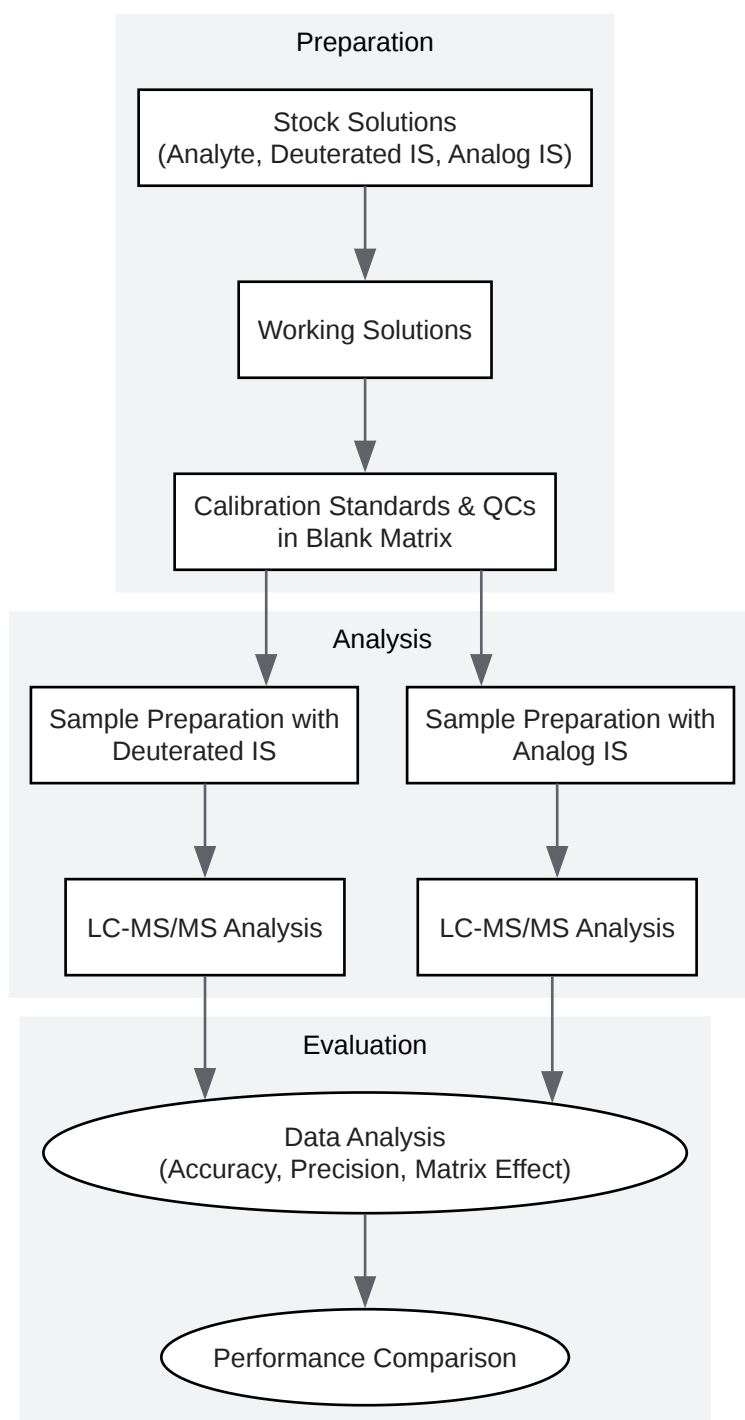 Preparation
Stock Solutions
(Analyte, Deuterated IS, Analog IS)
Working Solutions
Calibration Standards & QCs
in Blank Matrix
Analysis
Sample Preparation with
Deuterated IS
Sample Preparation with
Analog IS
LC-MS/MS Analysis
LC-MS/MS Analysis
Evaluation
Data Analysis
(Accuracy, Precision, Matrix Effect)
Performance Comparison